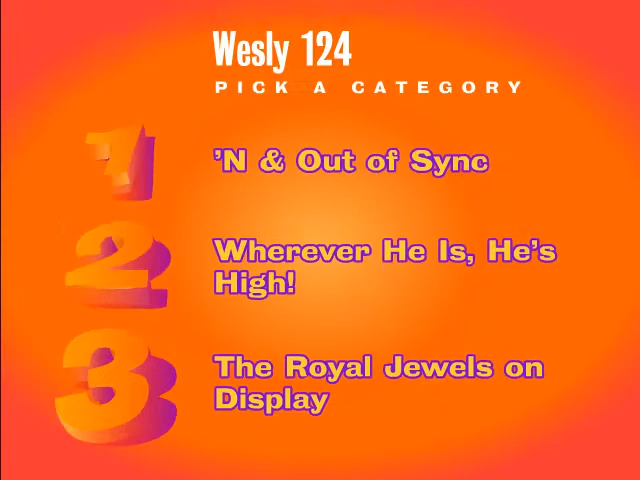 Wesly 124
PICK A CATEGORY
1
'N & Out of Sync
2
Wherever He Is, He's
High!
3
The Royal Jewels on
Display